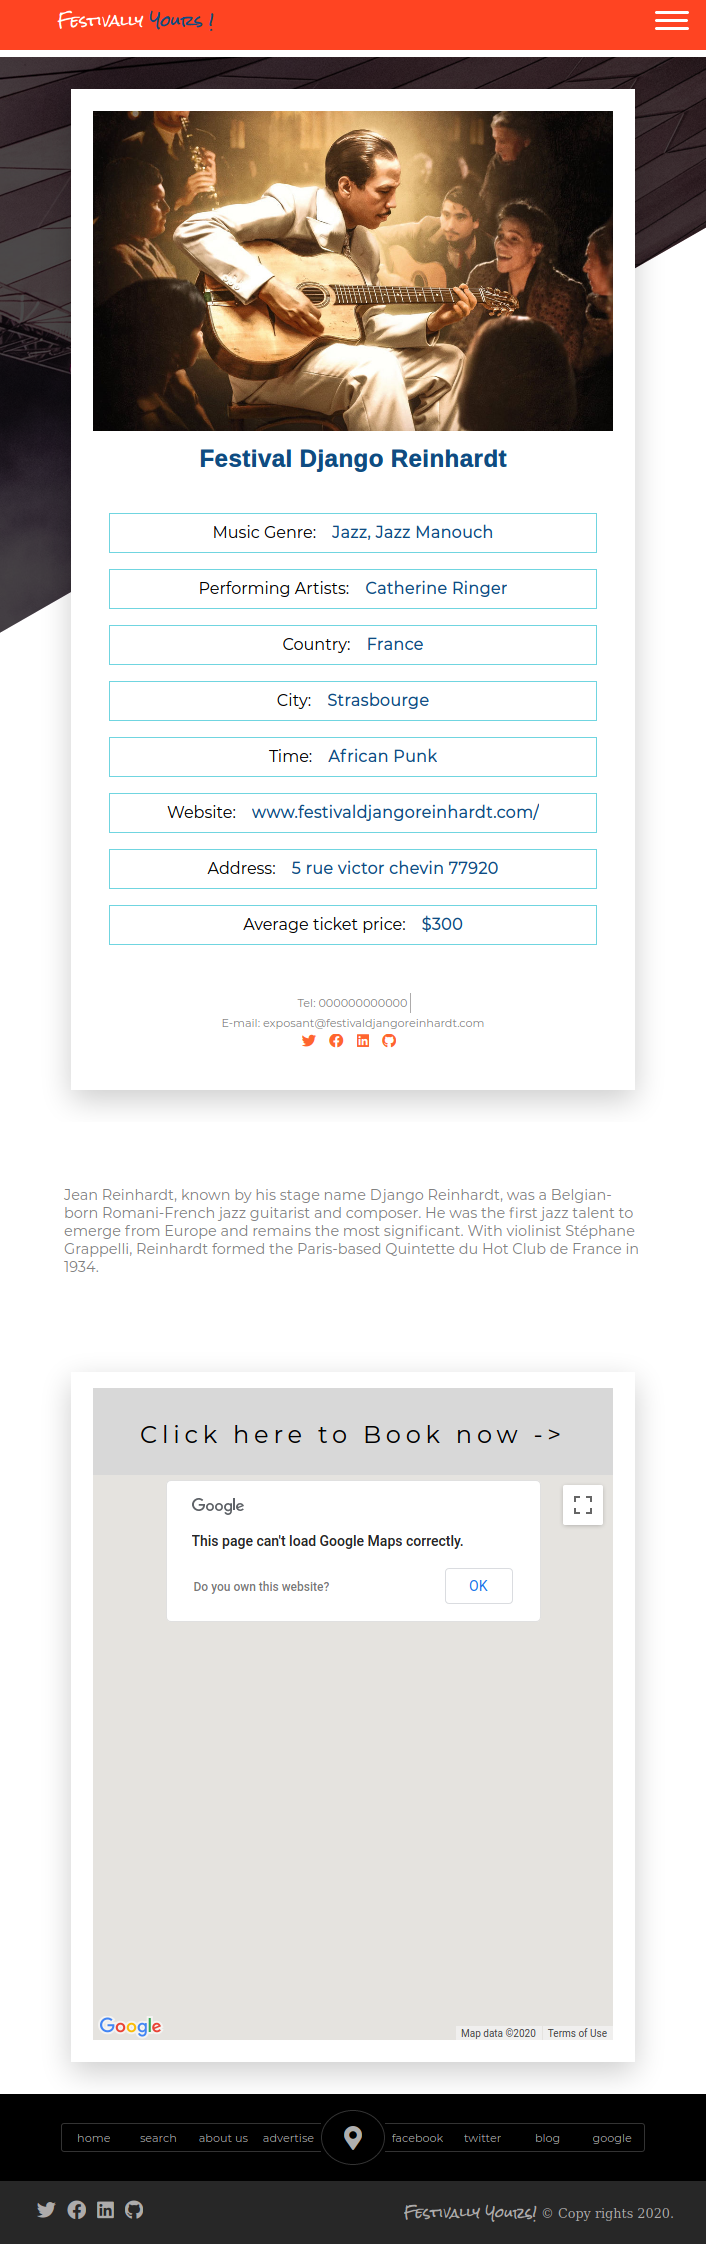 Festivally Yours !
Festival Django Reinhardt
Music Genre: Jazz, Jazz Manouch
Performing Artists: Catherine Ringer
Country: France
City: Strasbourge
Time: African Punk
Website: www.festivaldjangoreinhardt.com/
Address: 5 rue victor chevin 77920
Average ticket price: $300
Tel: 000000000000
E-mail: exposant@festivaldjangoreinhardt.com
Jean Reinhardt, known by his stage name Django Reinhardt, was a Belgian-
born Romani-French jazz guitarist and composer. He was the first jazz talent to
emerge from Europe and remains the most significant. With violinist Stéphane
Grappelli, Reinhardt formed the Paris-based Quintette du Hot Club de France in
1934.
Click here to Book now ->
Google
This page can't load Google Maps correctly.
Do you own this website? OK
Google Map data ©2020 Terms of Use
home search about us advertise facebook twitter blog google
Festivally Yours! © Copy rights 2020.